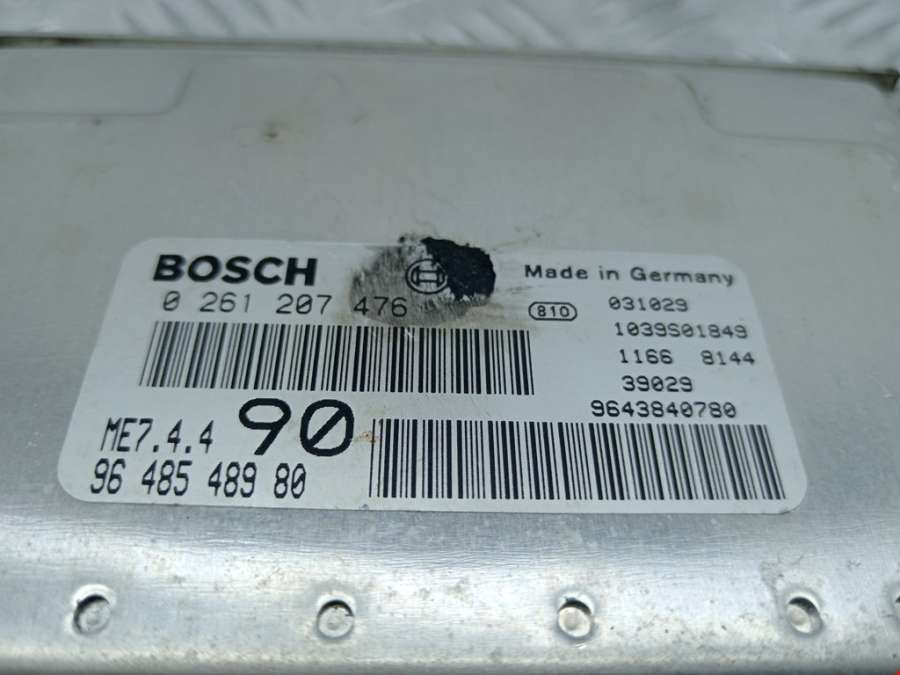 BOSCH
0 261 207 476
Made in Germany
810
031029
1039S01849
1166 8144
39029
9643840780
ME7.4.4 90
96 485 489 80